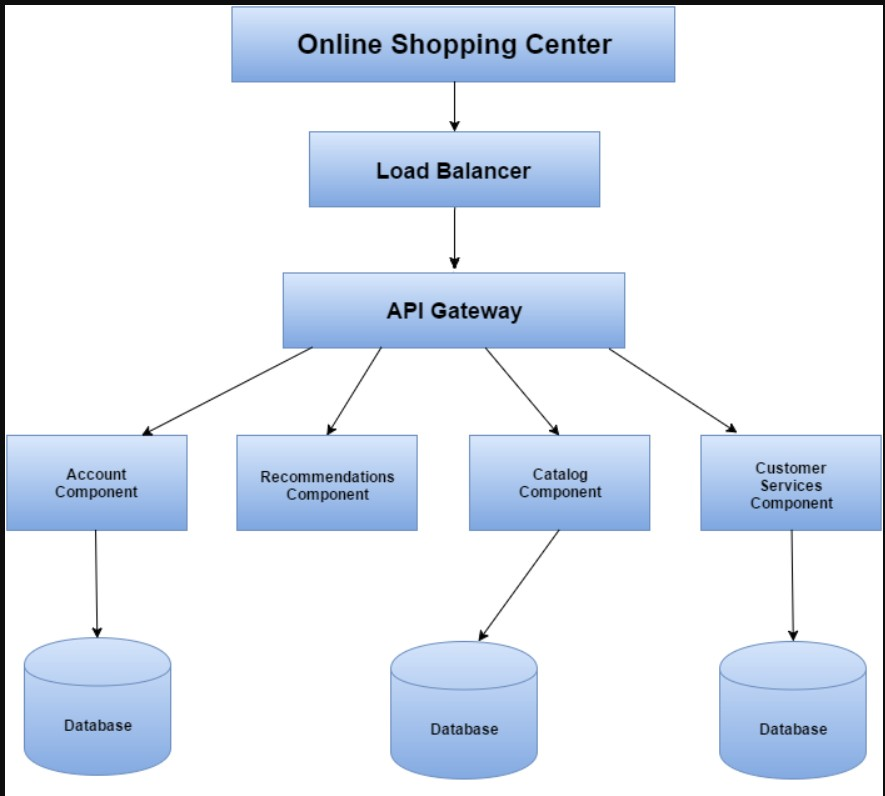 Online Shopping Center
Load Balancer
API Gateway
Account
Component
Recommendations
Component
Catalog
Component
Customer
Services
Component
Database
Database
Database